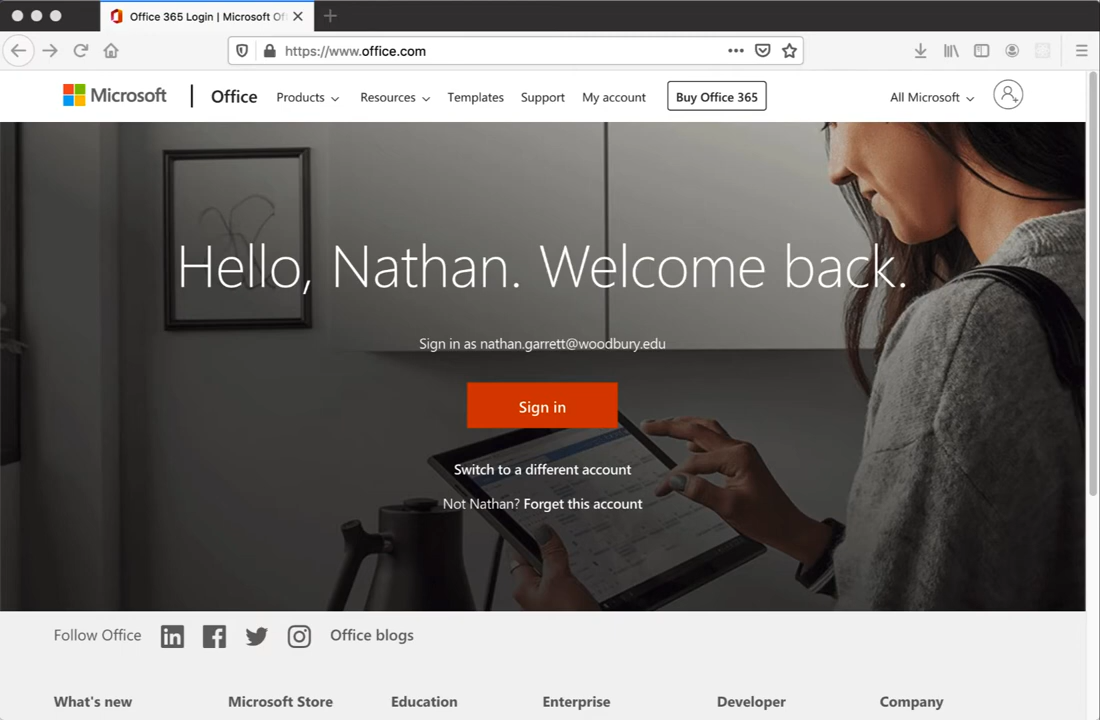 Office 365 Login | Microsoft Of
https://www.office.com
Microsoft | Office Products Resources Templates Support My account Buy Office 365 All Microsoft
Hello, Nathan. Welcome back.
Sign in as nathan.garrett@woodbury.edu
Sign in
Switch to a different account
Not Nathan? Forget this account
Follow Office Office blogs
What's new Microsoft Store Education Enterprise Developer Company